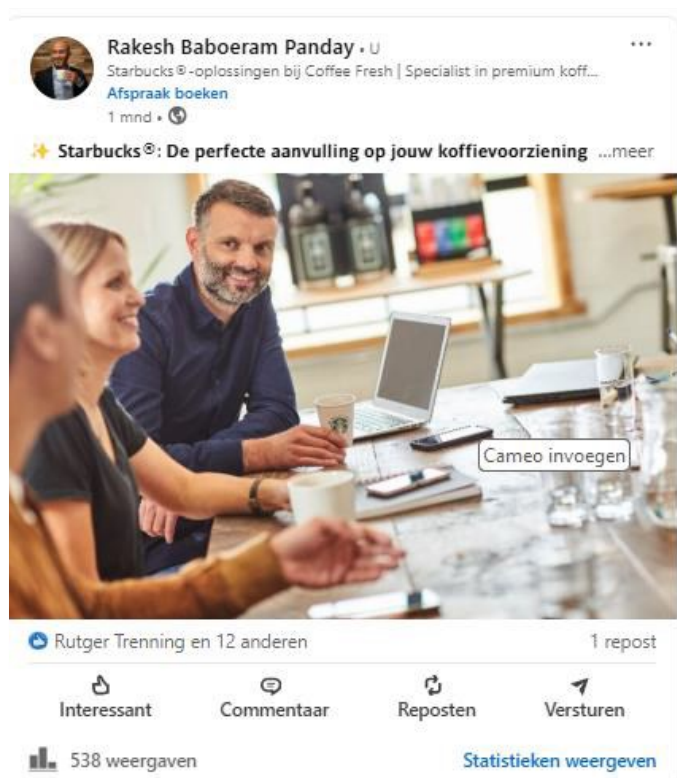 Rakesh Baboeram Panday • U
Starbucks®-oplossingen bij Coffee Fresh | Specialist in premium koff...
Afspraak boeken
1 mnd •
✨ Starbucks®: De perfecte aanvulling op jouw koffievoorziening ...meer
Cameo invoegen
Rutger Trenning en 12 anderen
1 repost
Interessant
Commentaar
Reposten
Versturen
538 weergaven
Statistieken weergeven